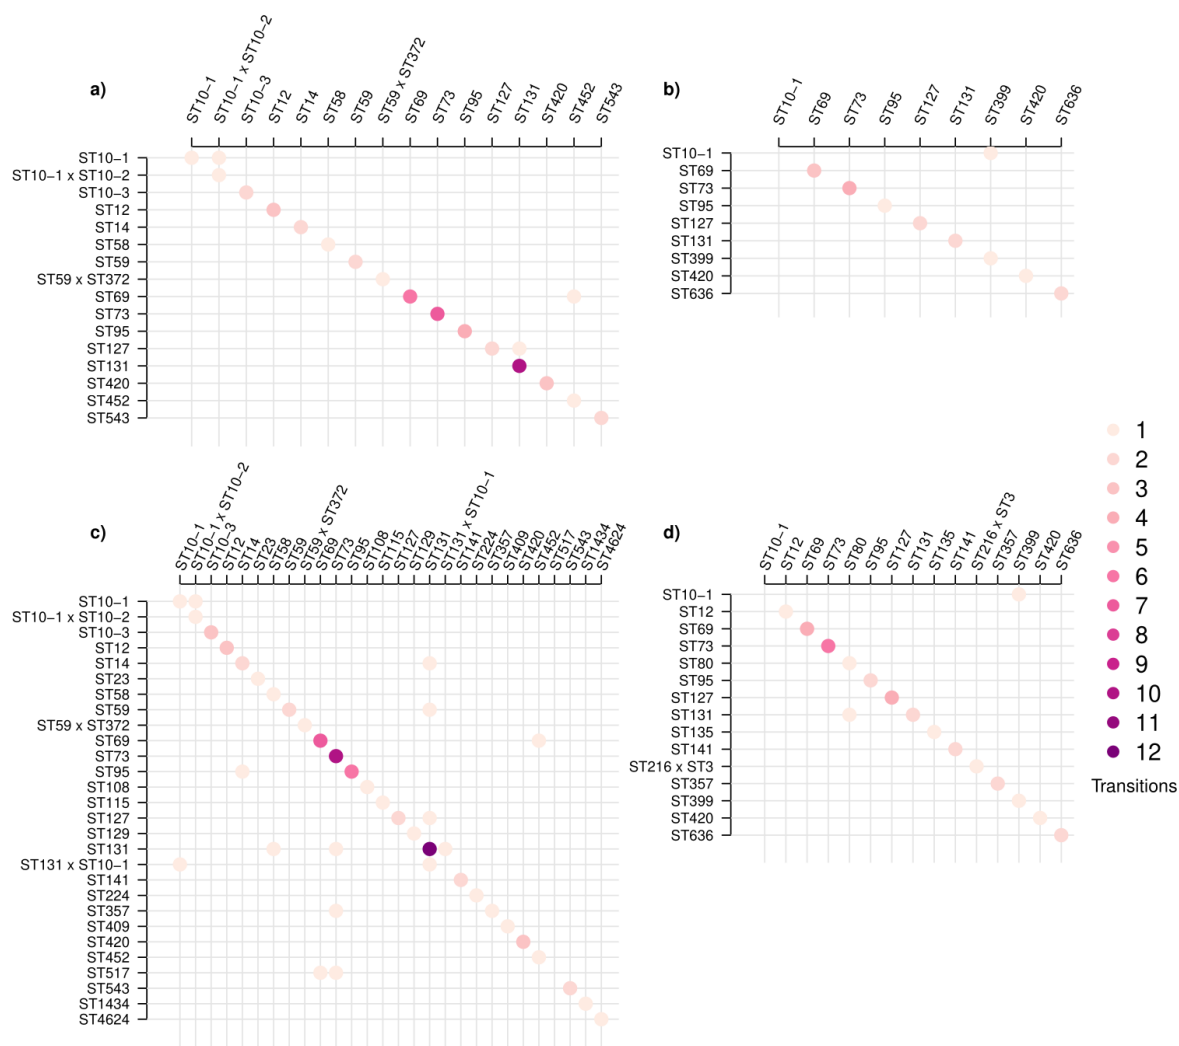 a)
ST10−1
ST10−1 x ST10−2
ST10−3
ST12
ST14
ST58
ST59
ST59 x ST372
ST69
ST73
ST95
ST127
ST131
ST420
ST452
ST543
ST10−1
ST10−1 x ST10−2
ST10−3
ST12
ST14
ST58
ST59
ST59 x ST372
ST69
ST73
ST95
ST127
ST131
ST420
ST452
ST543
b)
ST10−1
ST69
ST73
ST95
ST127
ST131
ST399
ST420
ST636
ST10−1
ST69
ST73
ST95
ST127
ST131
ST399
ST420
ST636
c)
ST10−1
ST10−1 x ST10−2
ST10−3
ST12
ST14
ST23
ST58
ST59
ST59 x ST372
ST69
ST73
ST95
ST108
ST115
ST127
ST129
ST131
ST131 x ST10−1
ST141
ST224
ST357
ST409
ST420
ST452
ST517
ST543
ST1434
ST4624
ST10−1
ST10−1 x ST10−2
ST10−3
ST12
ST14
ST23
ST58
ST59
ST59 x ST372
ST69
ST73
ST95
ST108
ST115
ST127
ST129
ST131
ST131 x ST10−1
ST141
ST224
ST357
ST409
ST420
ST452
ST517
ST543
ST1434
ST4624
d)
ST10−1
ST12
ST69
ST73
ST80
ST95
ST127
ST131
ST135
ST141
ST216 x ST3
ST357
ST399
ST420
ST636
ST10−1
ST12
ST69
ST73
ST80
ST95
ST127
ST131
ST135
ST141
ST216 x ST3
ST357
ST399
ST420
ST636
1
2
3
4
5
6
7
8
9
10
11
12
Transitions